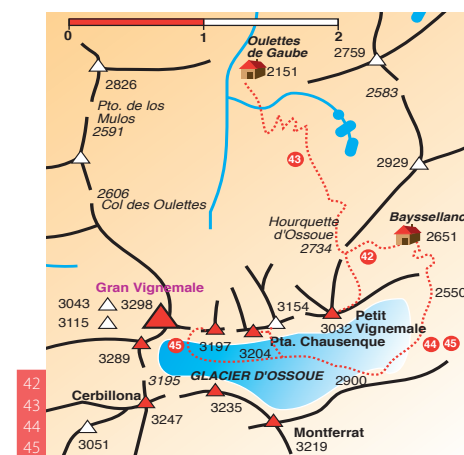 0
1
2
Oulettes
de Gaube
2151
2759
2826
2583
Pto. de los
Mulos
2591
43
2929
2606
Col des Oulettes
Hourquette
d'Ossoue
2734
Baysselland
2651
42
Gran Vignemale
2550
3043
3298
3154
3115
3032
Petit
Vignemale
3197
Pta. Chausenque
45
3204
44
45
3289
3195
GLACIER D'OSSOUE
2900
42
Cerbillona
3235
43
3247
44
3051
Montferrat
45
3219